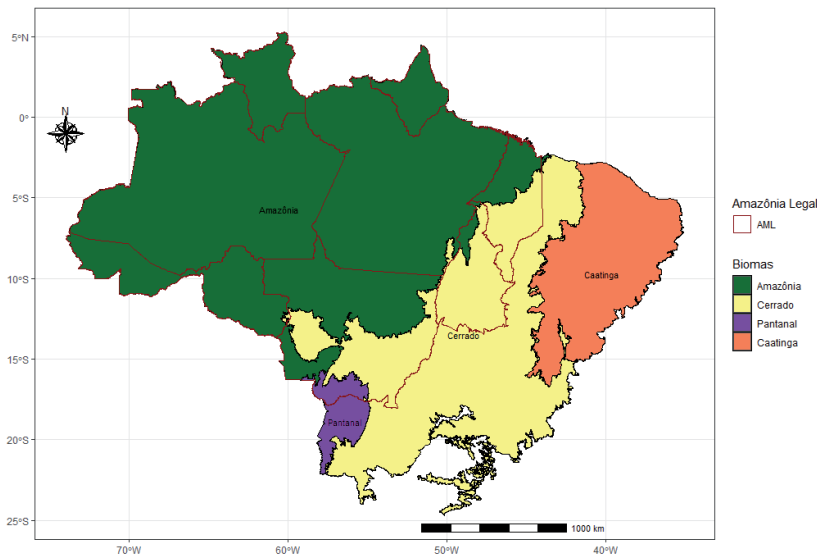 5°N
0°
5°S
10°S
15°S
20°S
25°S
70°W
60°W
50°W
40°W
N
Amazônia
Caatinga
Cerrado
Pantanal
1000 km
Amazônia Legal
AML
Biomas
Amazônia
Cerrado
Pantanal
Caatinga